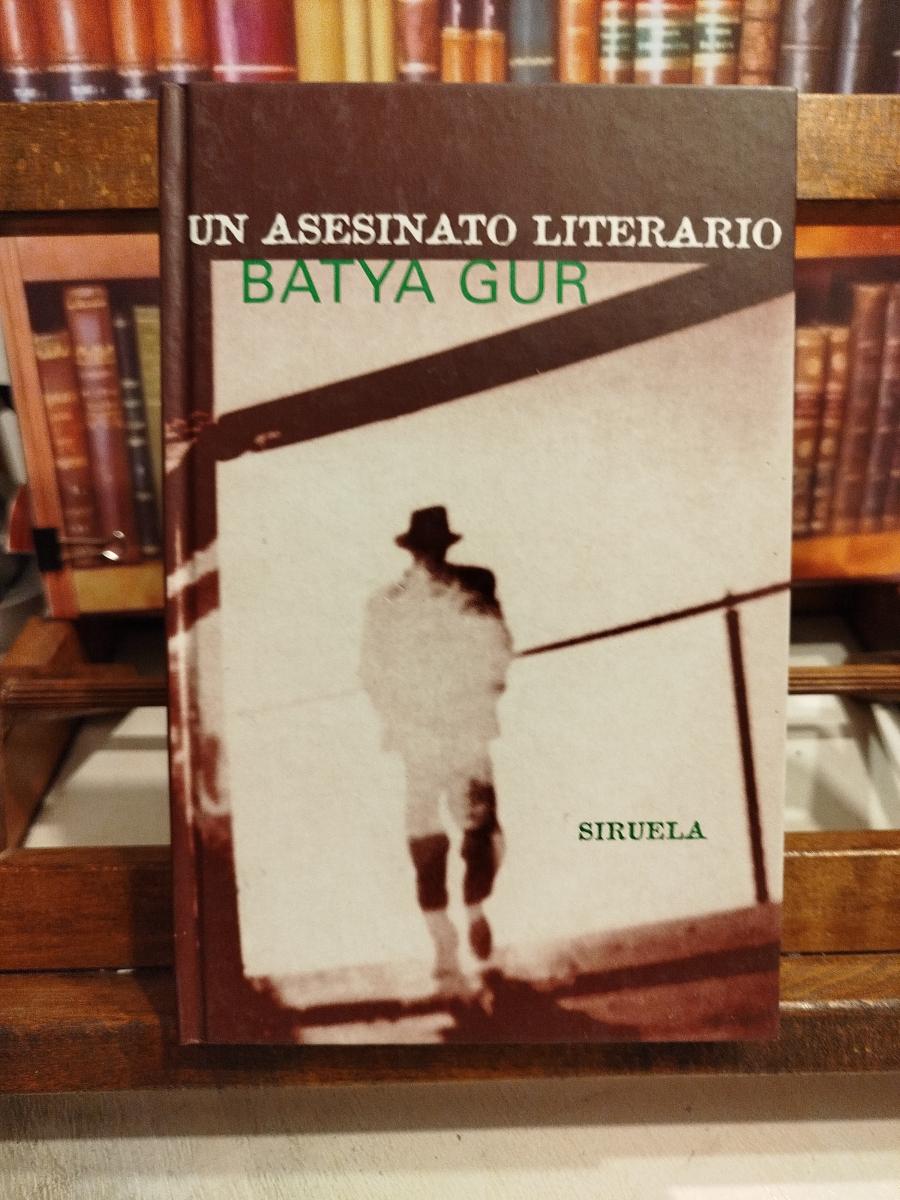 UN ASESINATO LITERARIO
BATYA GUR
SIRUELA